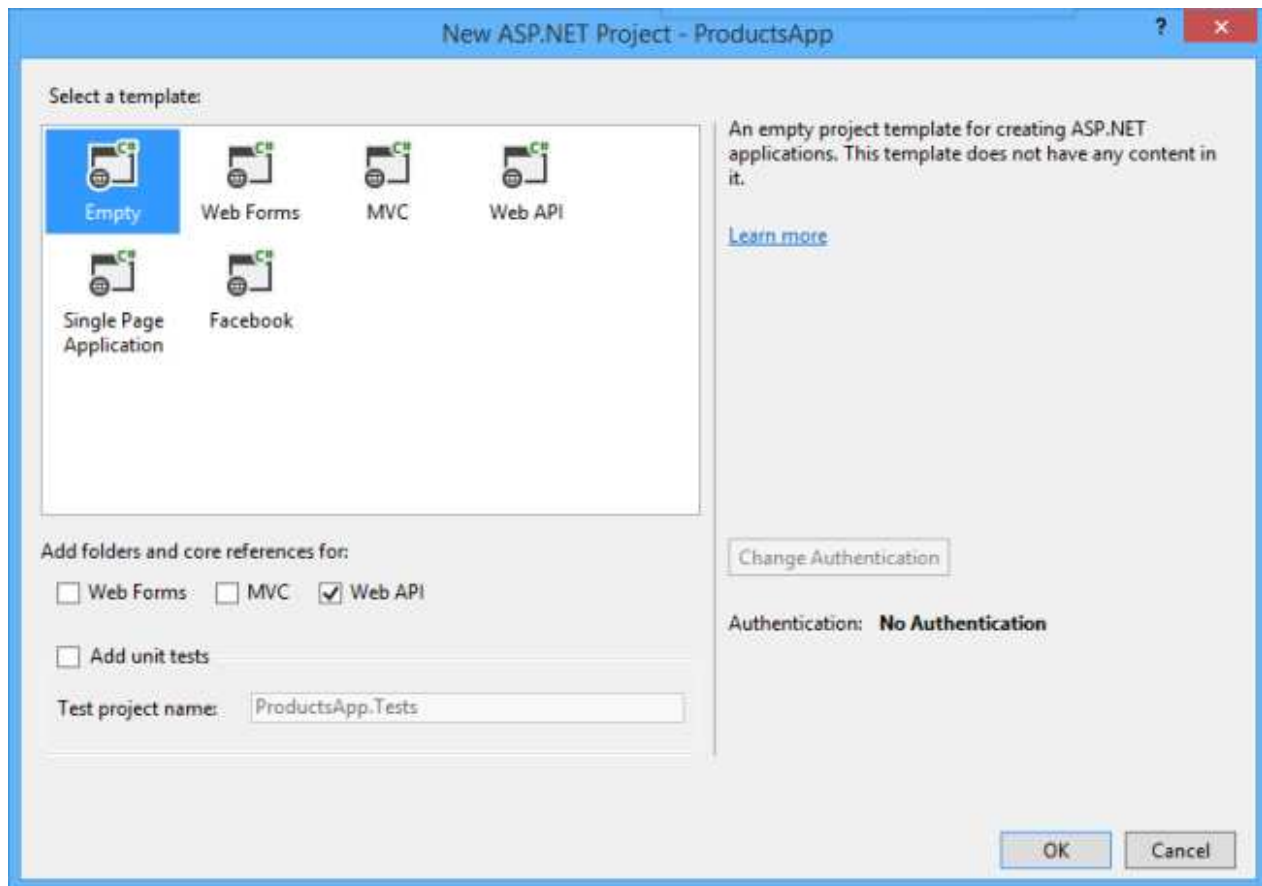 New ASP.NET Project - ProductsApp
?
Select a template:
C#
C#
C#
C#
Empty
Web Forms
MVC
Web API
C#
C#
Single Page
Application
Facebook
An empty project template for creating ASP.NET
applications. This template does not have any content in
it.
Learn more
Add folders and core references for:
Web Forms
MVC
Web API
Add unit tests
Test project name:
ProductsApp.Tests
Change Authentication
Authentication: No Authentication
OK
Cancel